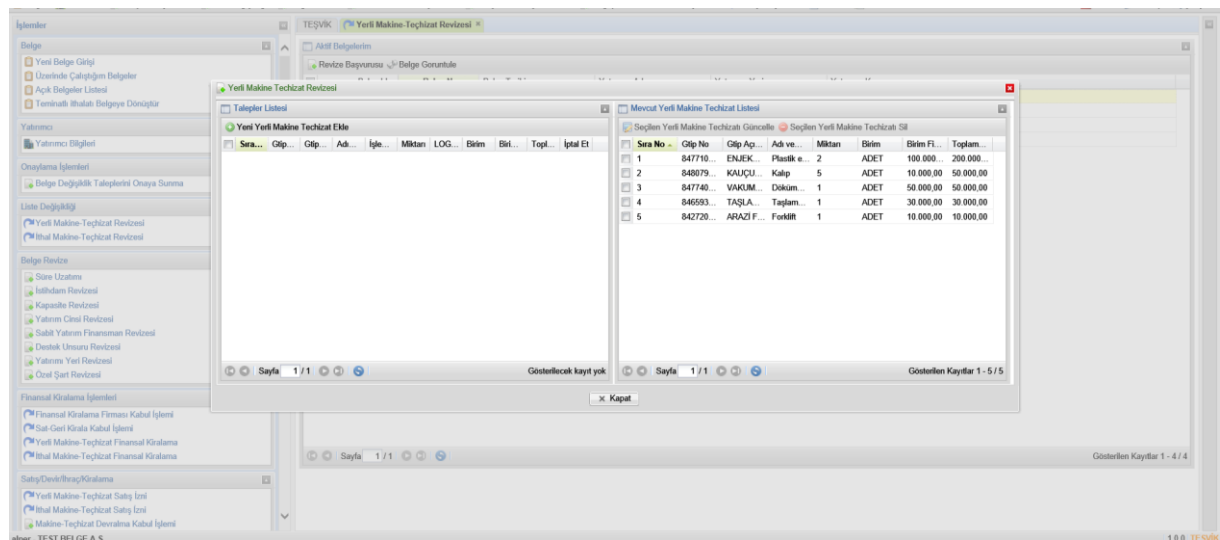 İşlemler
TEŞVİK Yerli Makine-Teçhizat Revizesi
Belge
Yeni Belge Girişi
Üzerinde Çalıştığım Belgeler
Açık Belgeler Listesi
Teminatlı İthalatı Belgeye Dönüştür
Yatırımcı
Yatırımcı Bilgileri
Onaylama İşlemleri
Belge Değişiklik Taleplerini Onaya Sunma
Liste Değişikliği
Yerli Makine-Teçhizat Revizesi
İthal Makine-Teçhizat Revizesi
Belge Revize
Süre Uzatımı
İstihdam Revizesi
Kapasite Revizesi
Yatırım Cinsi Revizesi
Sabit Yatırım Finansman Revizesi
Destek Unsuru Revizesi
Yatırımı Yeri Revizesi
Özel Şart Revizesi
Finansal Kiralama İşlemleri
Finansal Kiralama Firması Kabul İşlemi
Sat-Geri Kirala Kabul İşlemi
Yerli Makine-Teçhizat Finansal Kiralama
İthal Makine-Teçhizat Finansal Kiralama
Satış/Devir/İhraç/Kiralama
Yerli Makine-Teçhizat Satış İzni
İthal Makine-Teçhizat Satış İzni
Makine-Teçhizat Devralma Kabul İşlemi
Aktif Belgelerim
Revize Başvurusu Belge Goruntule
Yerli Makine Techizat Revizesi
Talepler Listesi
Yeni Yerli Makine Techizat Ekle
Sıra... Gtip... Gtip... Adı... İşle... Miktarı LOG... Birim Biri... Topl... İptal Et
Sayfa 1 / 1 Gösterilecek kayıt yok
Mevcut Yerli Makine Techizat Listesi
Seçilen Yerli Makine Techizatı Güncelle Seçilen Yerli Makine Techizatı Sil
Sıra No Gtip No Gtip Açı... Adı ve... Miktarı Birim Birim Fi... Toplam...
1 847710... ENJEK... Plastik e... 2 ADET 100.000... 200.000...
2 848079... KAUÇU... Kalıp 5 ADET 10.000,00 50.000,00
3 847740... VAKUM... Döküm... 1 ADET 50.000,00 50.000,00
4 846593... TAŞLA... Taşlam... 1 ADET 30.000,00 30.000,00
5 842720... ARAZİ F... Forklift 1 ADET 10.000,00 10.000,00
Sayfa 1 / 1 Gösterilen Kayıtlar 1 - 5 / 5
Kapat
Sayfa 1 / 1 Gösterilen Kayıtlar 1 - 4 / 4
TEST BELGE A.Ş. 1.0.0 TEŞVİK